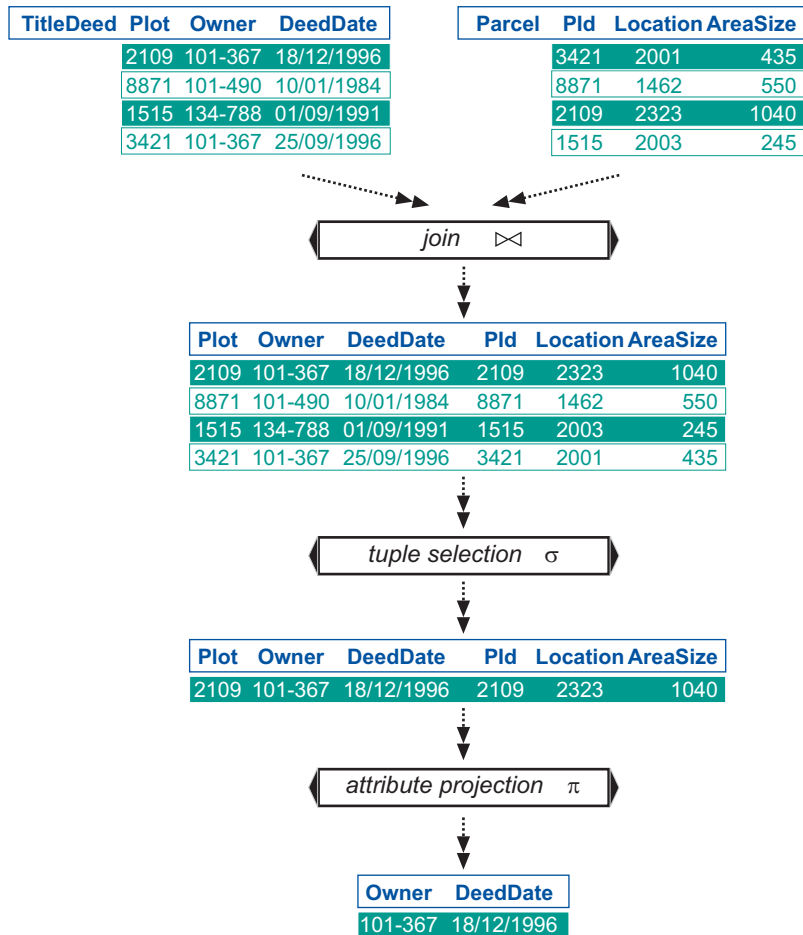 TitleDeed Plot Owner DeedDate
2109 101-367 18/12/1996
8871 101-490 10/01/1984
1515 134-788 01/09/1991
3421 101-367 25/09/1996
Parcel PId Location AreaSize
3421 2001 435
8871 1462 550
2109 2323 1040
1515 2003 245
join ⋈
Plot Owner DeedDate PId Location AreaSize
2109 101-367 18/12/1996 2109 2323 1040
8871 101-490 10/01/1984 8871 1462 550
1515 134-788 01/09/1991 1515 2003 245
3421 101-367 25/09/1996 3421 2001 435
tuple selection σ
Plot Owner DeedDate PId Location AreaSize
2109 101-367 18/12/1996 2109 2323 1040
attribute projection π
Owner DeedDate
101-367 18/12/1996